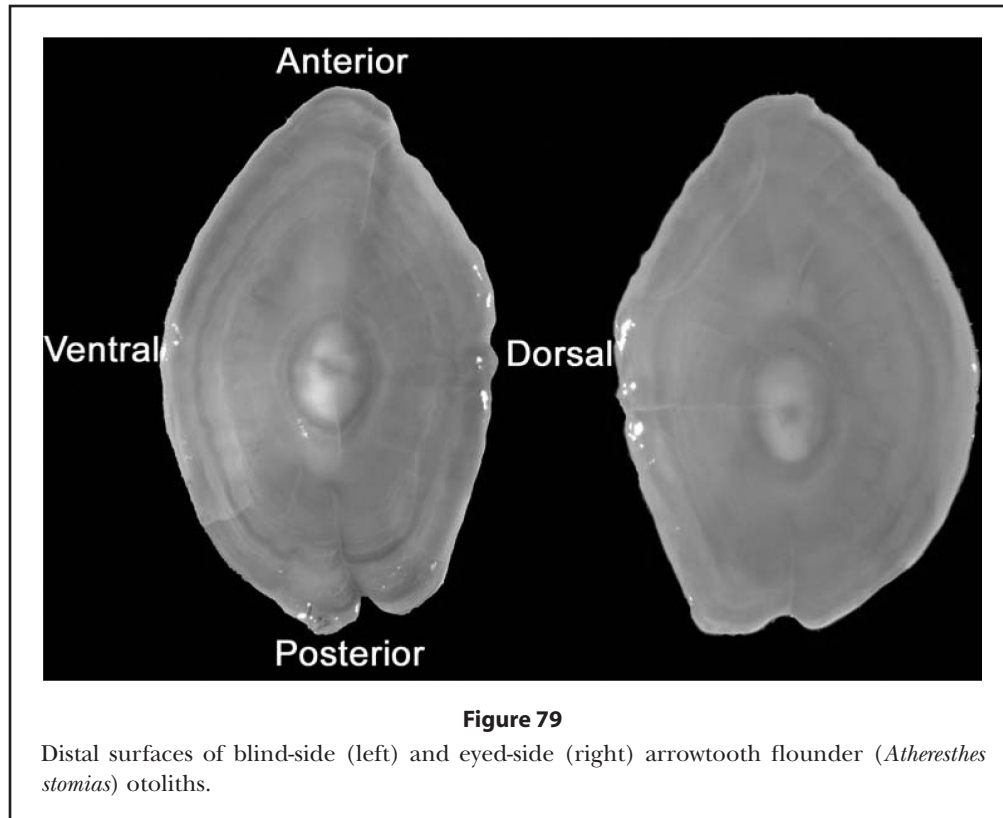 Anterior
Ventral
Dorsal
Posterior
Figure 79
Distal surfaces of blind-side (left) and eyed-side (right) arrowtooth flounder (Atheresthes
stomias) otoliths.